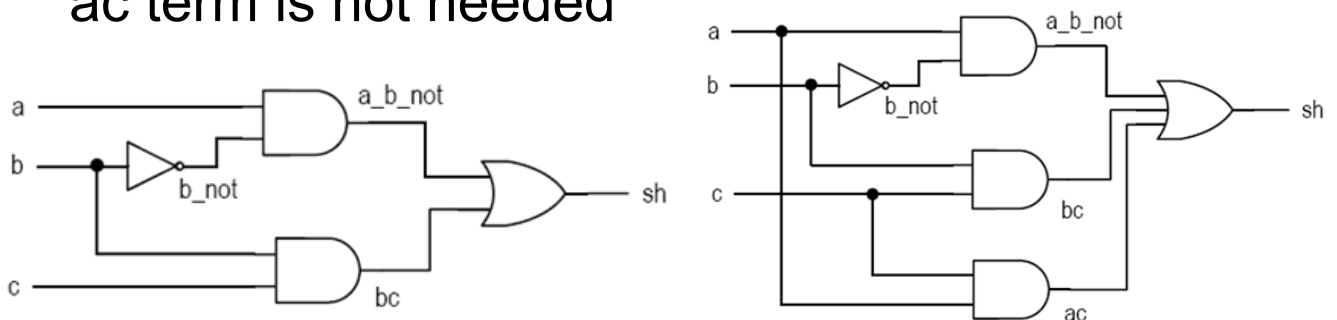 ac term is not needed
a
b
c
b_not
a_b_not
bc
sh
a
b
c
b_not
a_b_not
bc
ac
sh